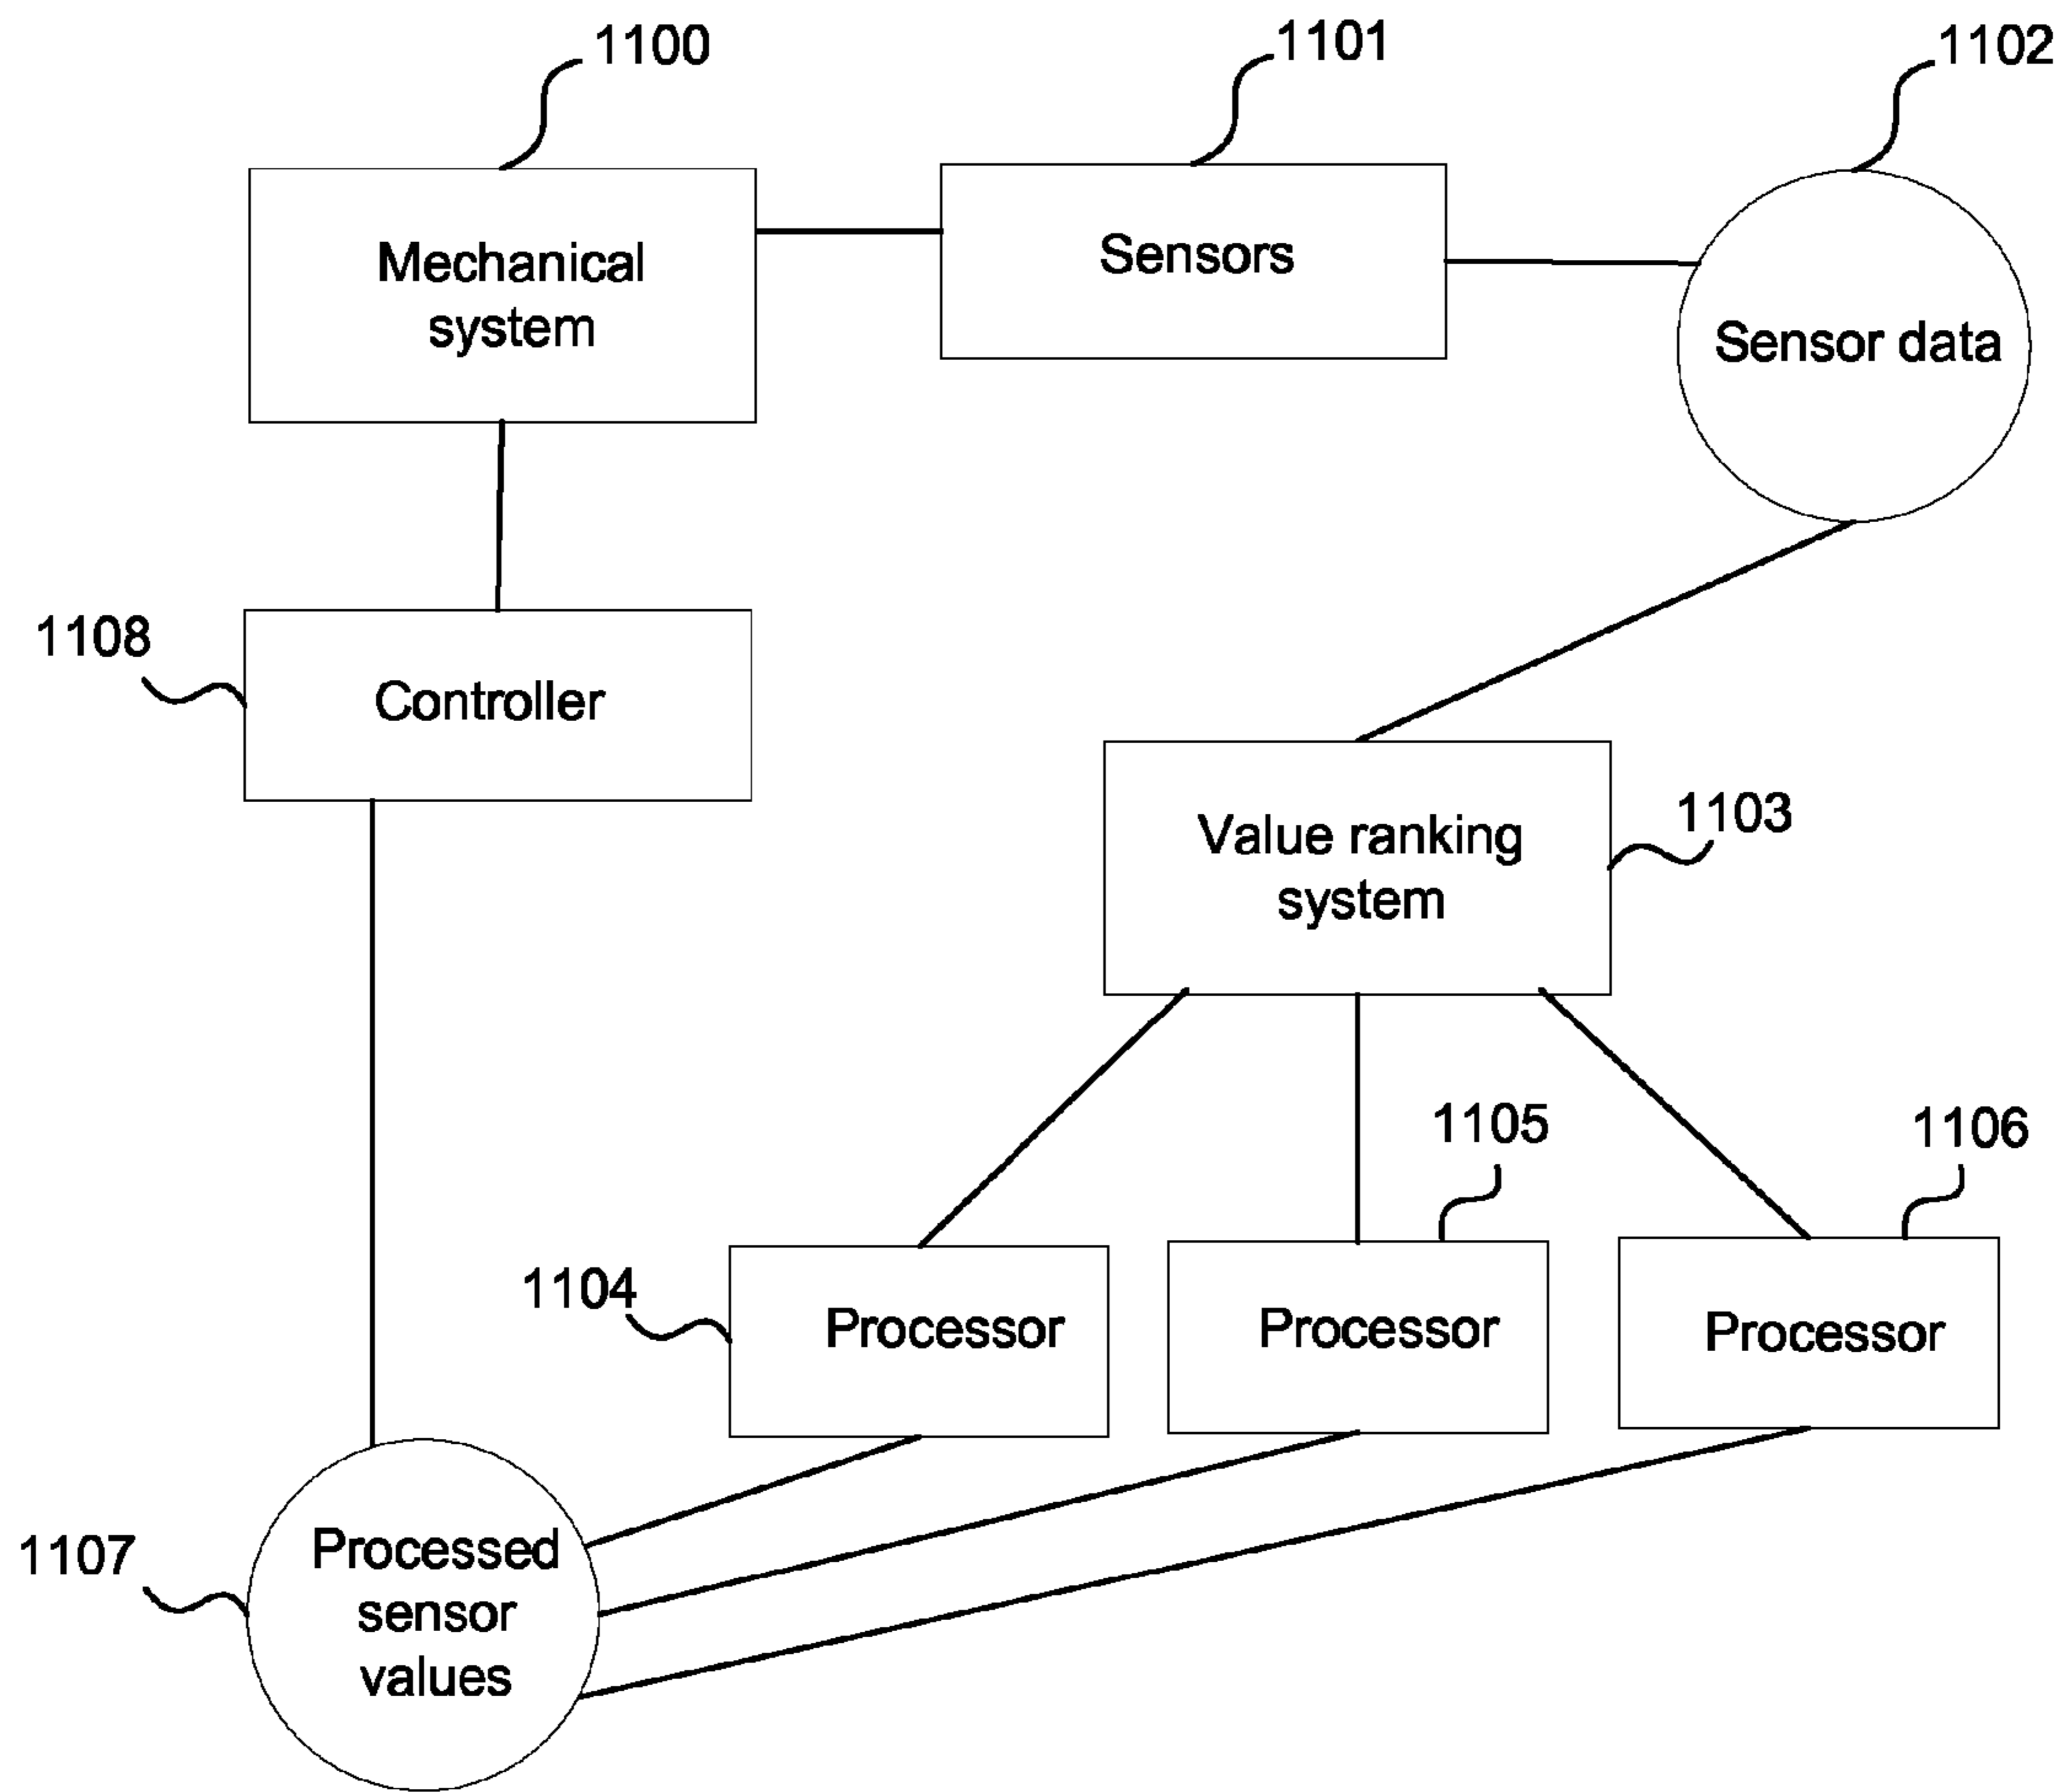 1100
1101
1102
Mechanical
system
Sensors
Sensor data
1108
Controller
1103
Value ranking
system
1105
1106
1104
Processor
Processor
Processor
1107
Processed
sensor
values